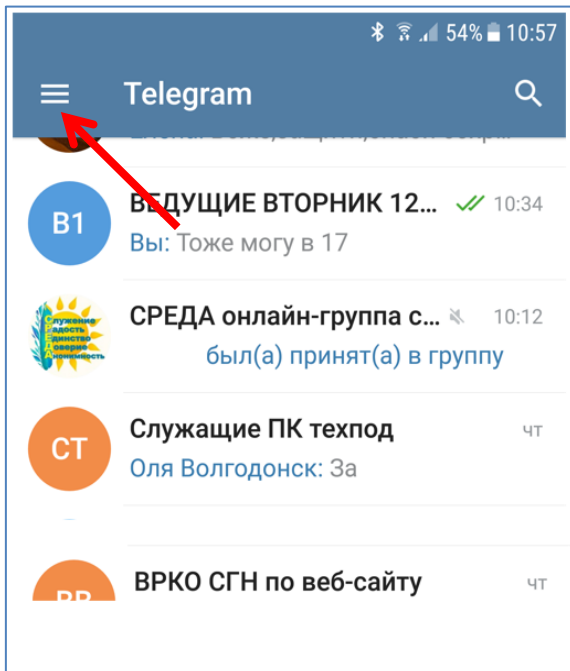 54% 10:57
Telegram
В1
ВЕДУЩИЕ ВТОРНИК 12... 10:34
Вы: Тоже могу в 17
СРЕДА онлайн-группа с... 10:12
был(а) принят(а) в группу
СТ
Служащие ПК техпод чт
Оля Волгодонск: За
ВРКО СГН по веб-сайту чт